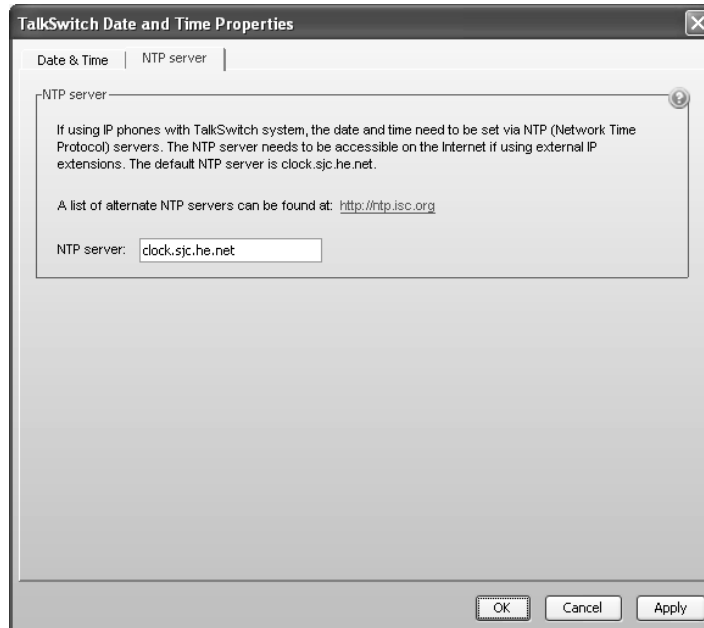 TalkSwitch Date and Time Properties
Date & Time
NTP server
NTP server
If using IP phones with TalkSwitch system, the date and time need to be set via NTP (Network Time
Protocol) servers. The NTP server needs to be accessible on the Internet if using external IP
extensions. The default NTP server is clock.sjc.he.net.
A list of alternate NTP servers can be found at: http://ntp.isc.org
NTP server: clock.sjc.he.net
OK Cancel Apply